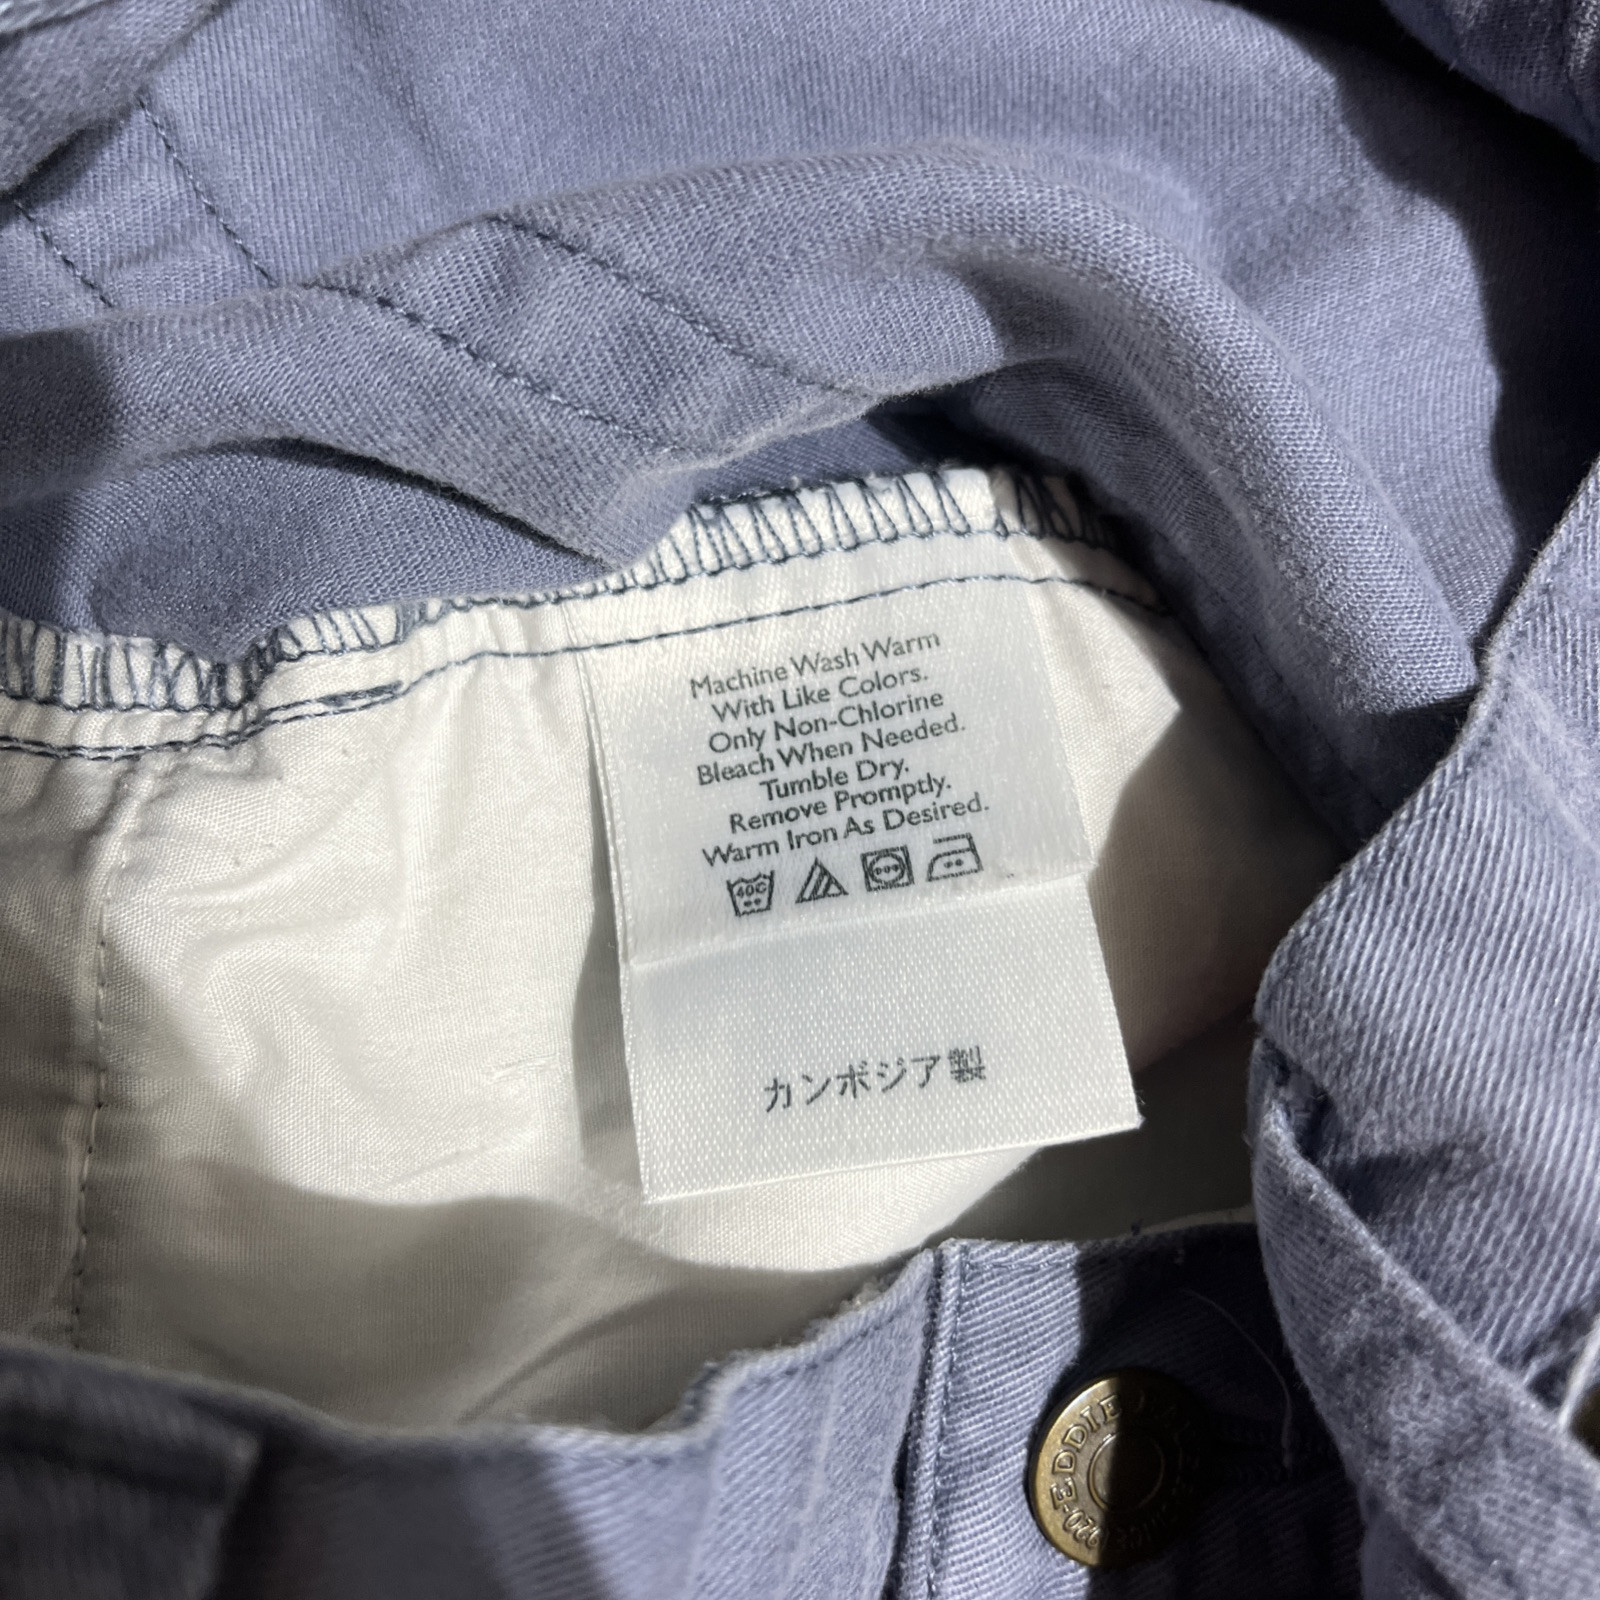 Machine Wash Warm
With Like Colors.
Only Non-Chlorine
Bleach When Needed.
Tumble Dry.
Remove Promptly.
Warm Iron As Desired.
40C
カンボジア製
EDDIE